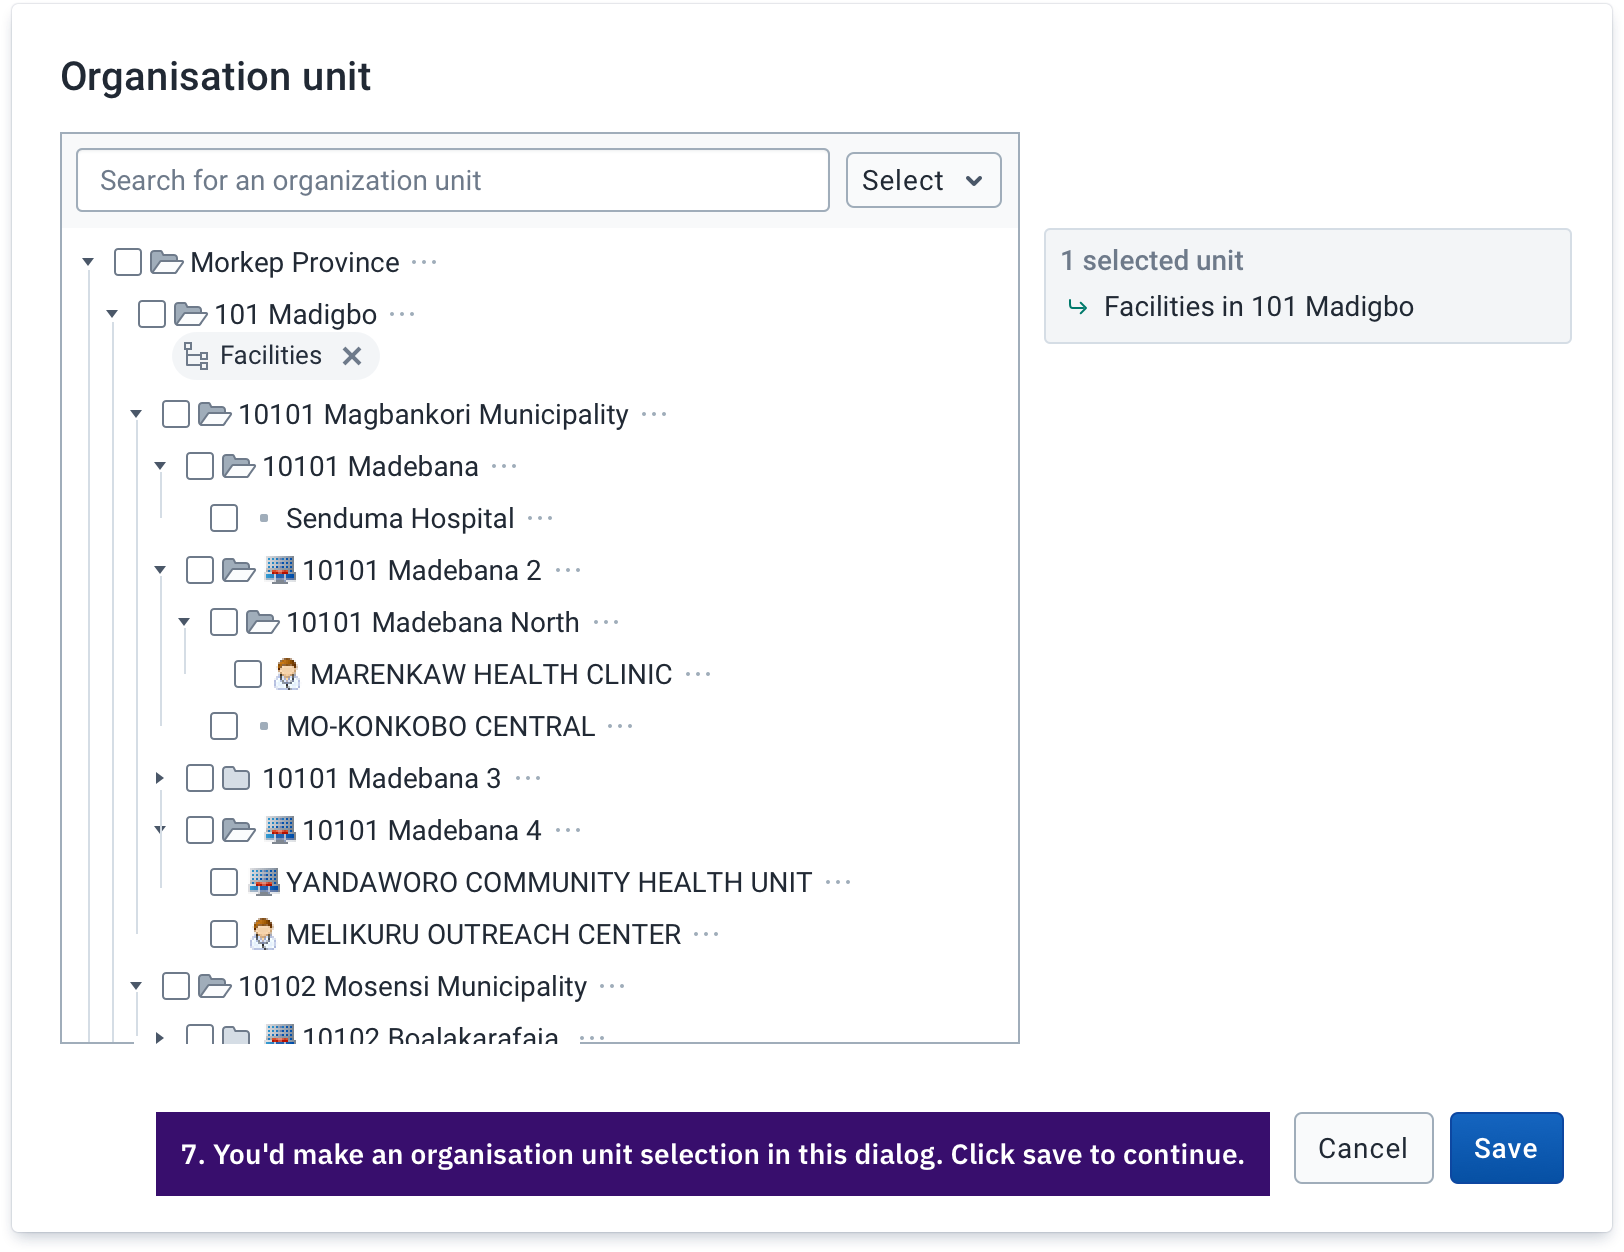 Organisation unit
Search for an organization unit
Select
Morkep Province ···
101 Madigbo ···
Facilities
10101 Magbankori Municipality ···
10101 Madebana ···
Senduma Hospital ···
10101 Madebana 2 ···
10101 Madebana North ···
MARENKAW HEALTH CLINIC ···
MO-KONKOBO CENTRAL ···
10101 Madebana 3 ···
10101 Madebana 4 ···
YANDAWORO COMMUNITY HEALTH UNIT ···
MELIKURU OUTREACH CENTER ···
10102 Mosensi Municipality ···
10102 Boalakarafaia ···
1 selected unit
Facilities in 101 Madigbo
7. You'd make an organisation unit selection in this dialog. Click save to continue.
Cancel
Save